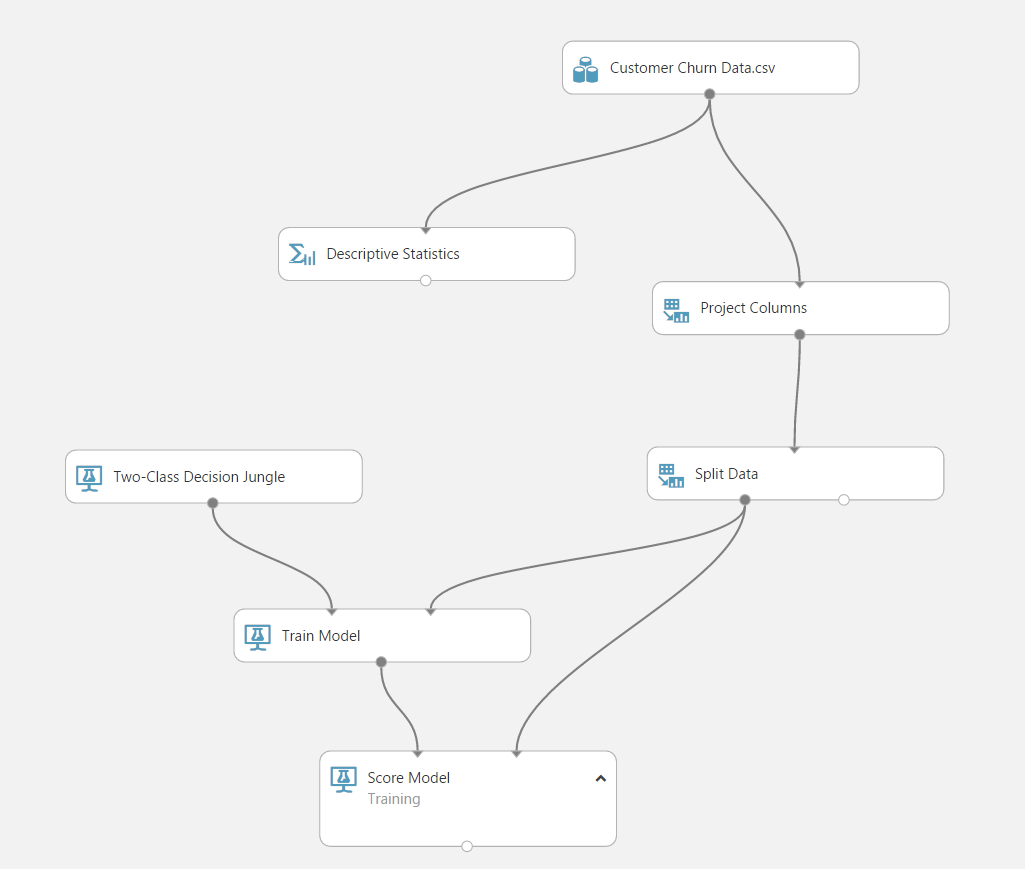 Customer Churn Data.csv
Descriptive Statistics
Project Columns
Two-Class Decision Jungle
Split Data
Train Model
Score Model
Training